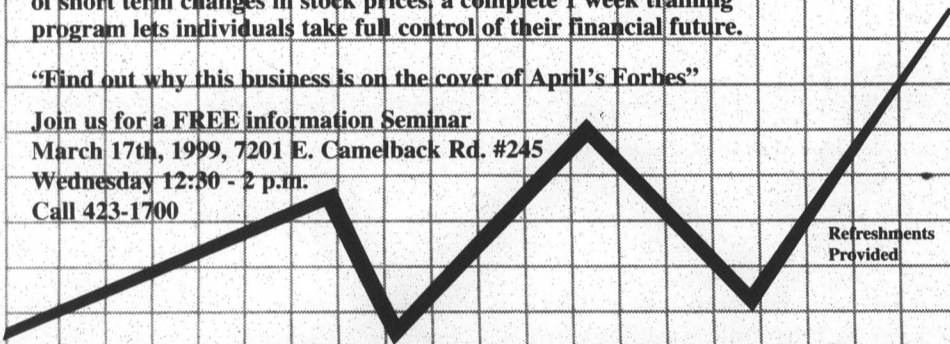 of short term changes in stock prices, a complete 1 week training
program lets individuals take full control of their financial future.
“Find out why this business is on the cover of April’s Forbes”
Join us for a FREE information Seminar
March 17th, 1999, 7201 E. Camelback Rd. #245
Wednesday 12:30 - 2 p.m.
Call 423-1700
Refreshments
Provided